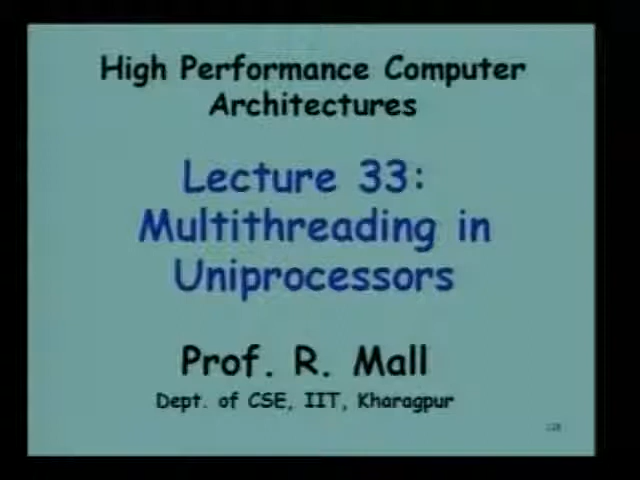 High Performance Computer
Architectures
Lecture 33:
Multithreading in
Uniprocessors
Prof. R. Mall
Dept. of CSE, IIT, Kharagpur